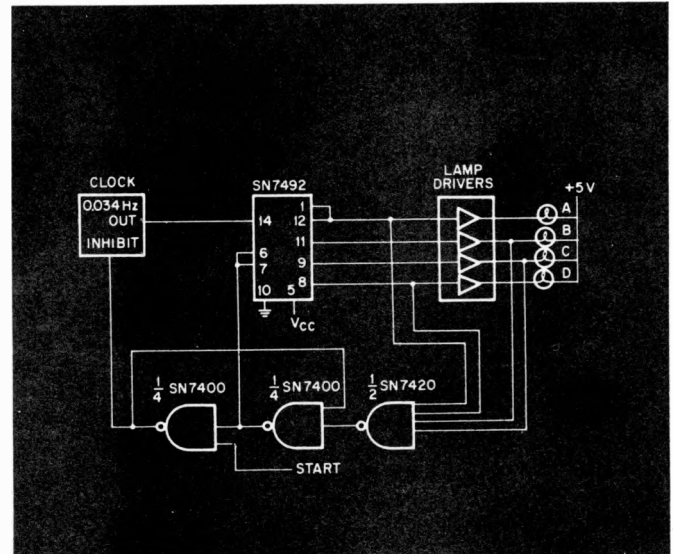 CLOCK
0.034 Hz
OUT
INHIBIT
SN7492
14
1
12
11
6
7
9
8
10
5
VCC
LAMP
DRIVERS
+5V
A
B
C
D
1/4 SN7400
1/4 SN7400
1/2 SN7420
START